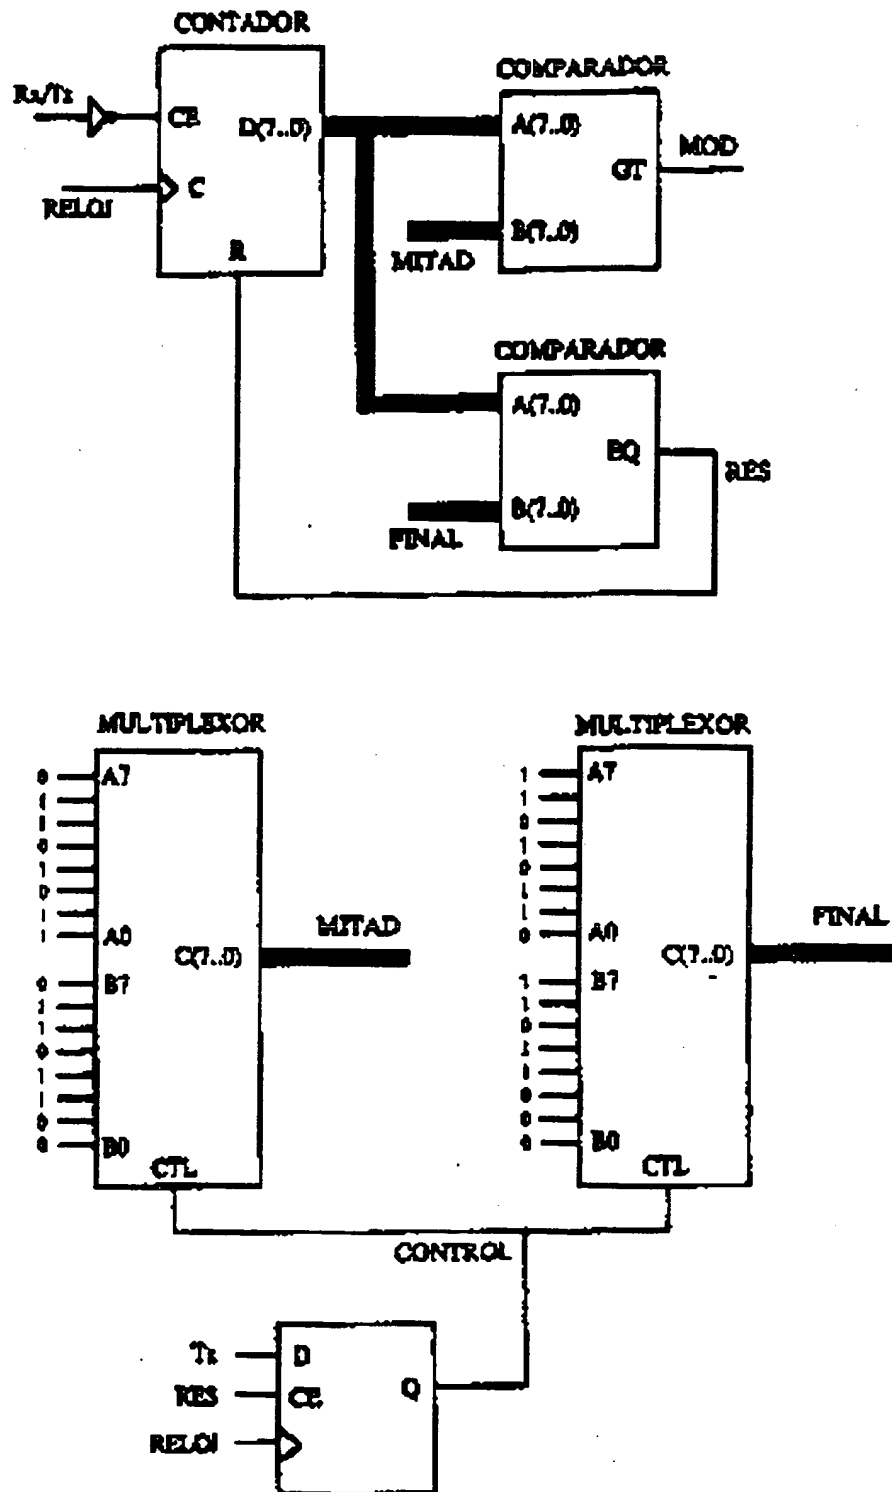 CONTADOR
COMPARADOR
Rx/Tx
CE
D(7..0)
A(7..0)
MOD
GT
C
RELOJ
B(7..0)
R
MITAD
COMPARADOR
A(7..0)
EQ
RES
B(7..0)
FINAL
MULTIPLEXOR
MULTIPLEXOR
0 A7
1
1
0
1
0
1
1 A0
MITAD
C(7..0)
0 B7
1
1
0
1
1
0
0 B0
CTL
1 A7
1
0
1
0
1
1
0 A0
FINAL
C(7..0)
1 B7
1
0
1
1
0
0
0 B0
CTL
CONTROL
Tx
D
RES
CE
Q
RELOJ